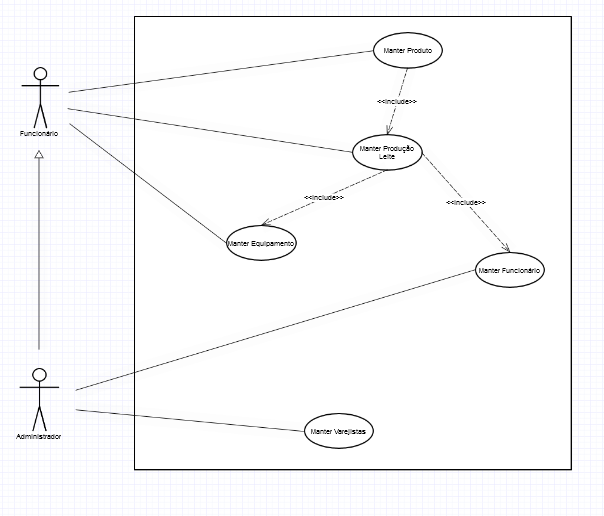 Manter Produto
<<include>>
Funcionário
Manter Produção
Leite
<<include>>
<<include>>
Manter Equipamento
Manter Funcionário
Administrador
Manter Varejistas